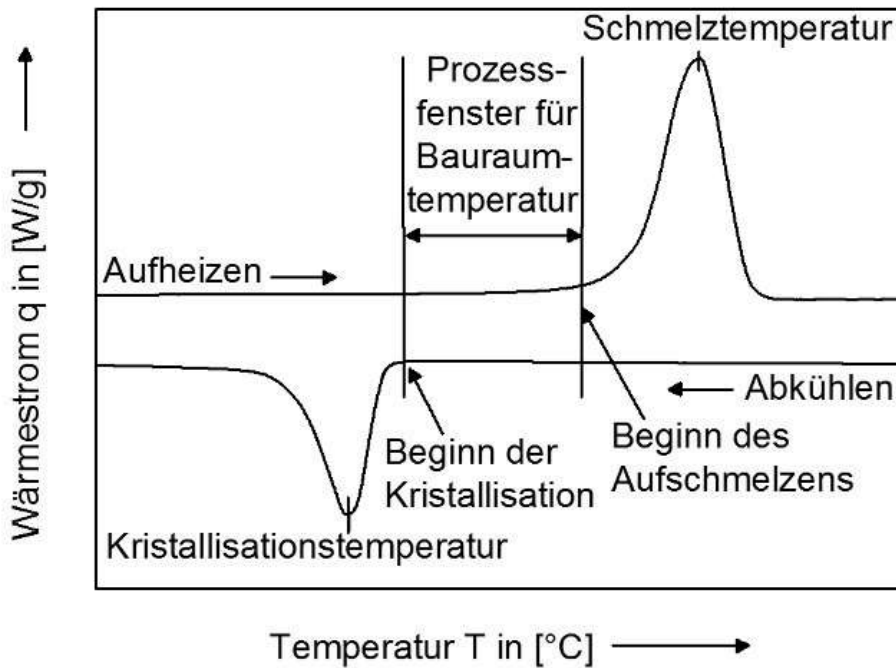 Schmelztemperatur
Prozess-
fenster für
Bauraum-
temperatur
Aufheizen
Abkühlen
Beginn der
Kristallisation
Beginn des
Aufschmelzens
Kristallisationstemperatur
Wärmestrom q in [W/g]
Temperatur T in [°C]